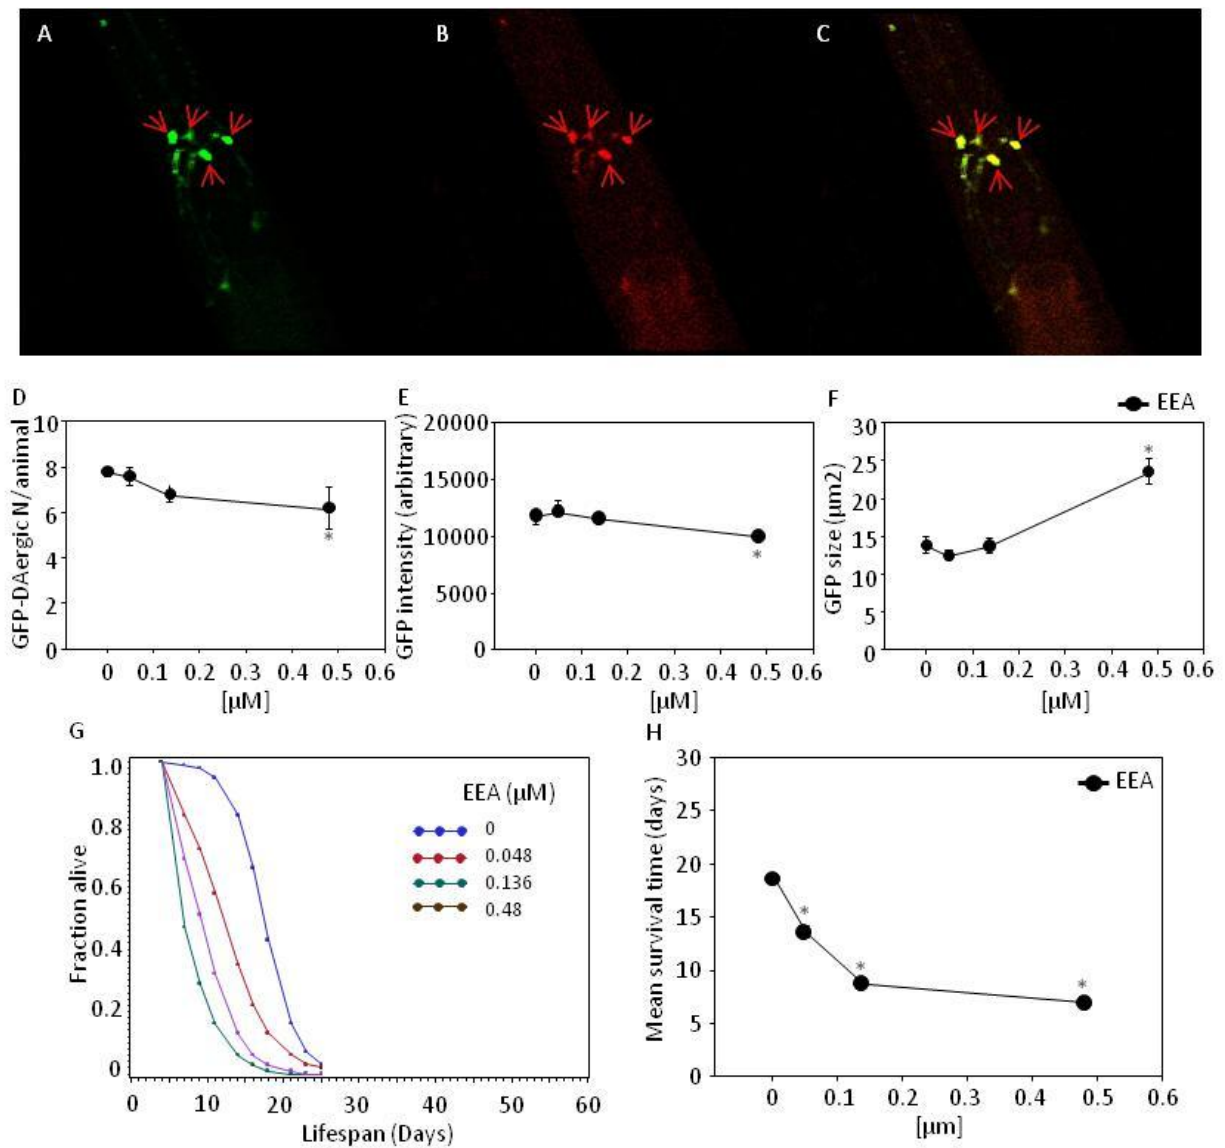 A
B
C
D
GFP-DAergic N/animal
10
8
6
4
2
0
*
0 0.1 0.2 0.3 0.4 0.5 0.6
[µM]
E
GFP intensity (arbitrary)
20000
15000
10000
5000
0
*
0 0.1 0.2 0.3 0.4 0.5 0.6
[µM]
F
EEA
GFP size (µm2)
30
25
20
15
10
5
0
*
0 0.1 0.2 0.3 0.4 0.5 0.6
[µM]
G
Fraction alive
1.0
0.8
0.6
0.4
0.2
0
EEA (µM)
0
0.048
0.136
0.48
0 10 20 30 40 50 60
Lifespan (Days)
H
EEA
Mean survival time (days)
30
25
20
15
10
5
0
*
*
*
0 0.1 0.2 0.3 0.4 0.5 0.6
[µm]